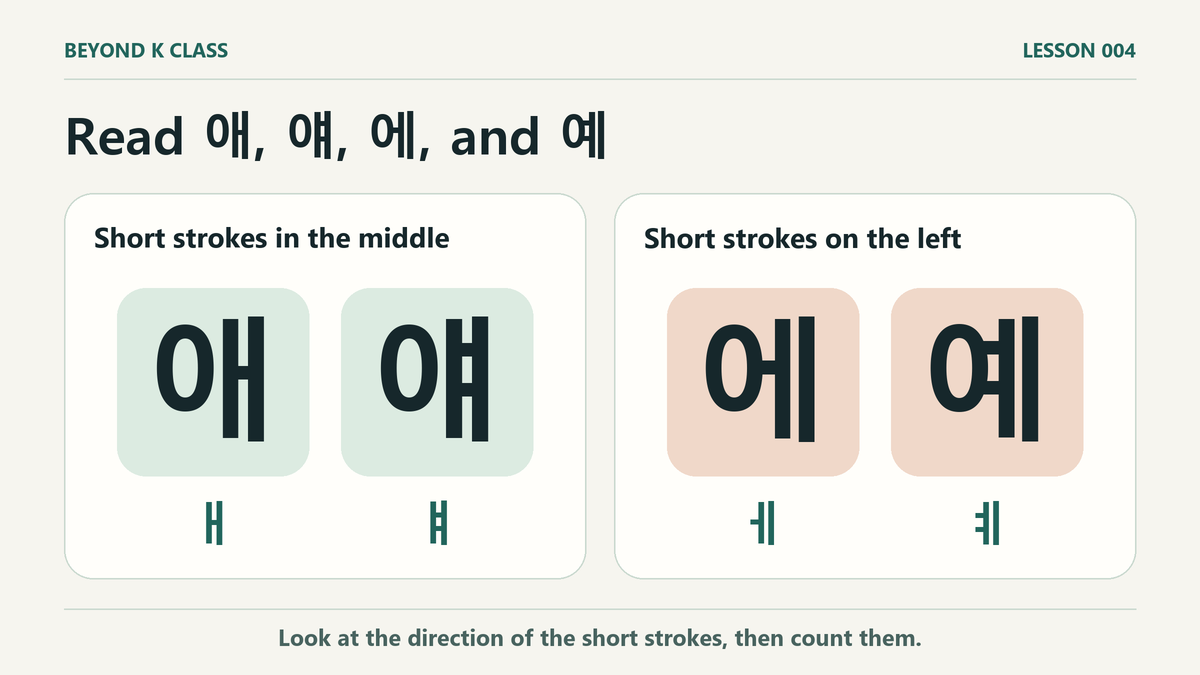 BEYOND K CLASS
LESSON 004
Read 애, 얘, 에, and 예
Short strokes in the middle
애 얘
ㅐ ㅒ
Short strokes on the left
에 예
ㅔ ㅖ
Look at the direction of the short strokes, then count them.